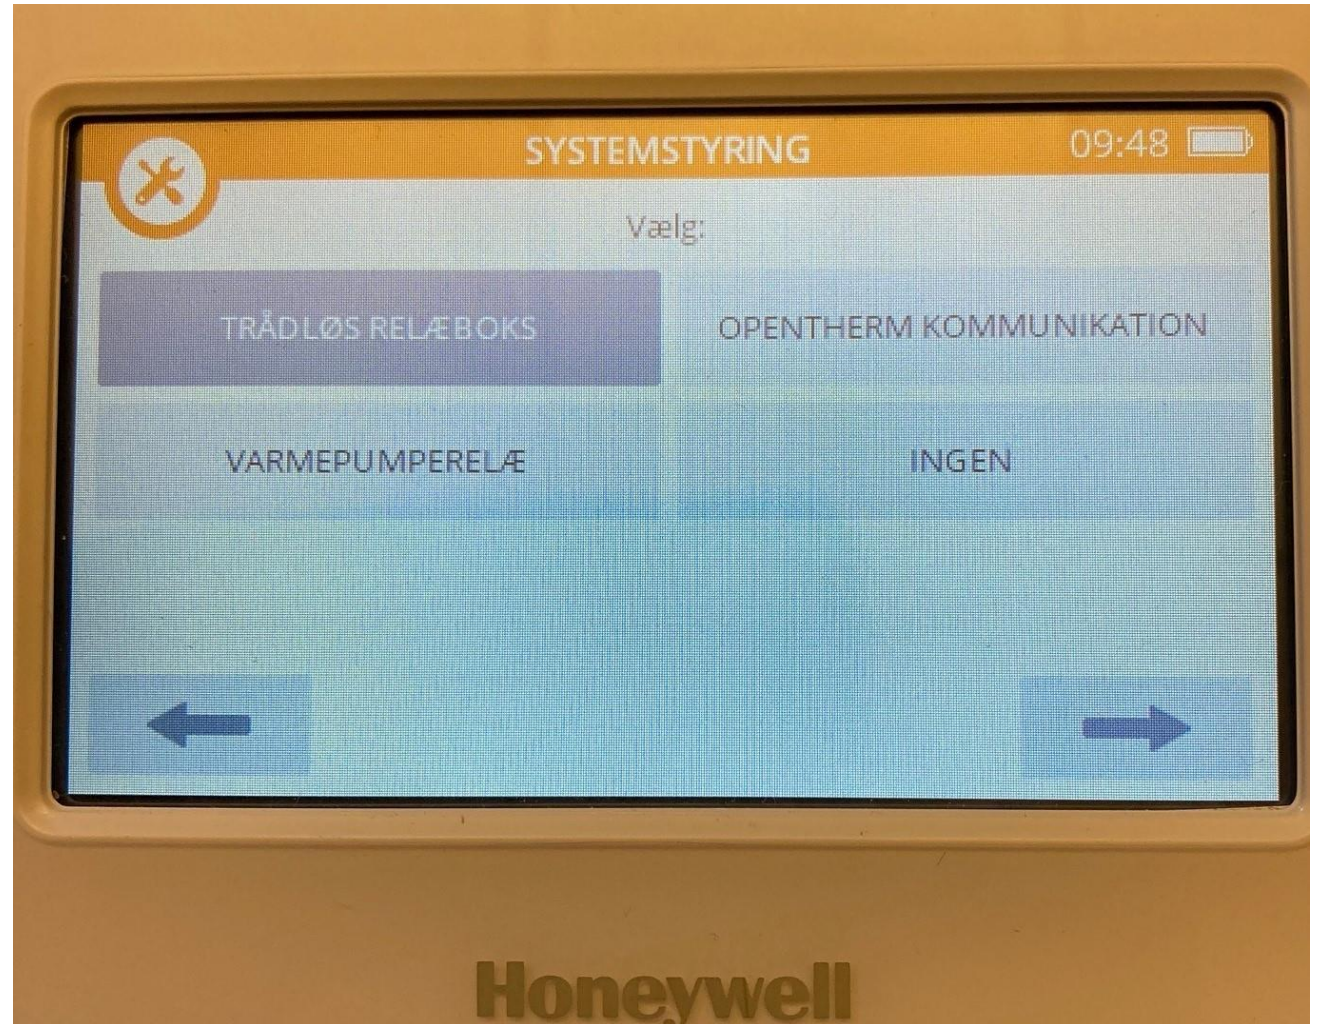 SYSTEMSTYRING
09:48
Vælg:
TRÅDLØS RELÆBOKS
OPENTHERM KOMMUNIKATION
VARMEPUMPERELÆ
INGEN
Honeywell